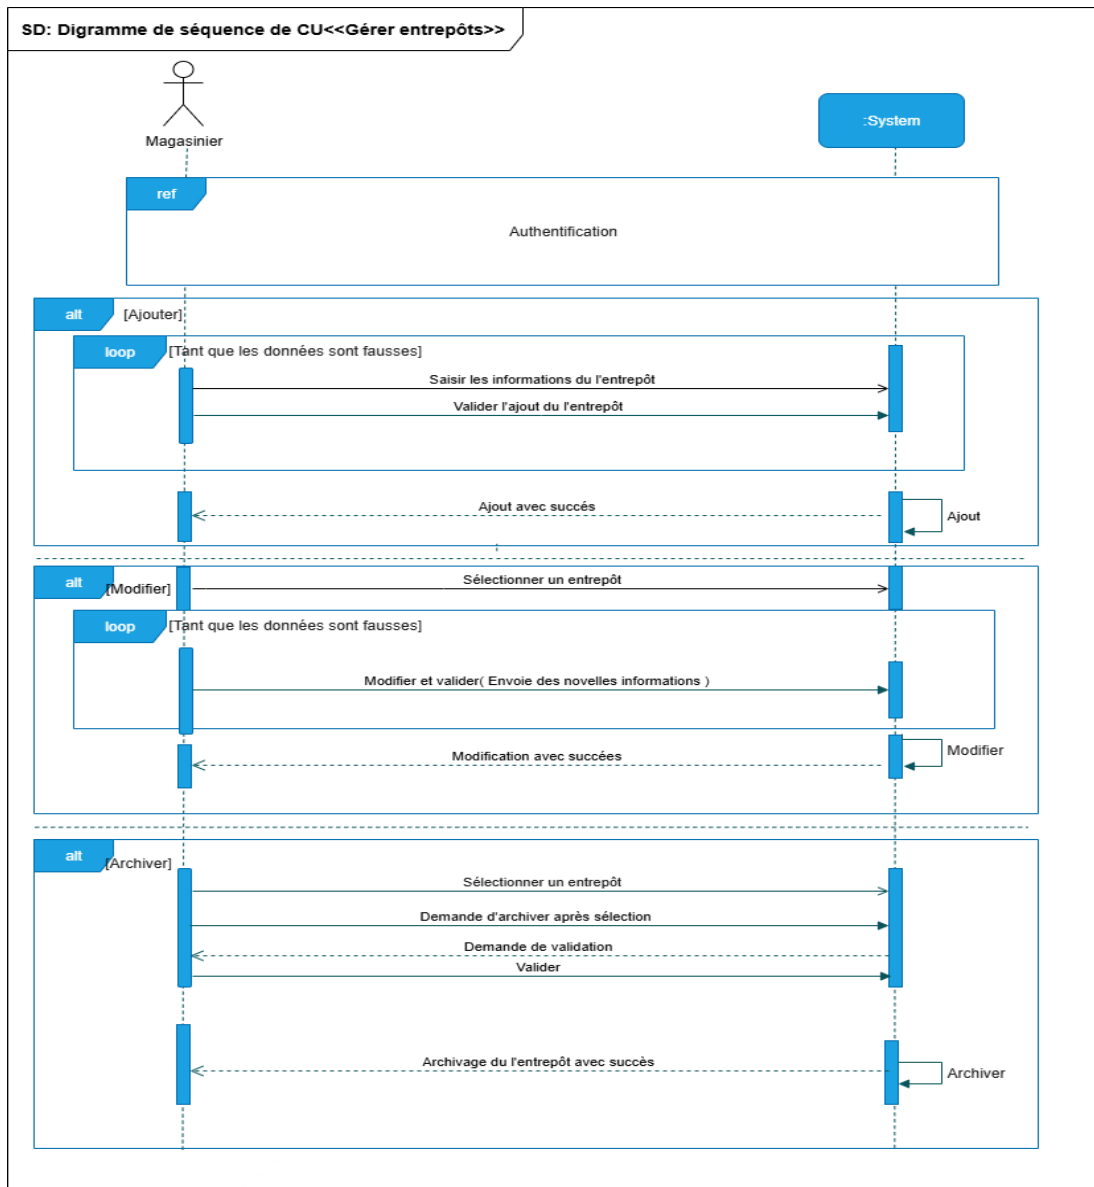 SD: Digramme de séquence de CU<<Gérer entrepôts>>
Magasinier
:System
ref
Authentification
alt
[Ajouter]
loop
[Tant que les données sont fausses]
Saisir les informations du l'entrepôt
Valider l'ajout du l'entrepôt
Ajout avec succés
Ajout
alt
[Modifier]
Sélectionner un entrepôt
loop
[Tant que les données sont fausses]
Modifier et valider( Envoie des novelles informations )
Modification avec succées
Modifier
alt
[Archiver]
Sélectionner un entrepôt
Demande d'archiver après sélection
Demande de validation
Valider
Archivage du l'entrepôt avec succès
Archiver